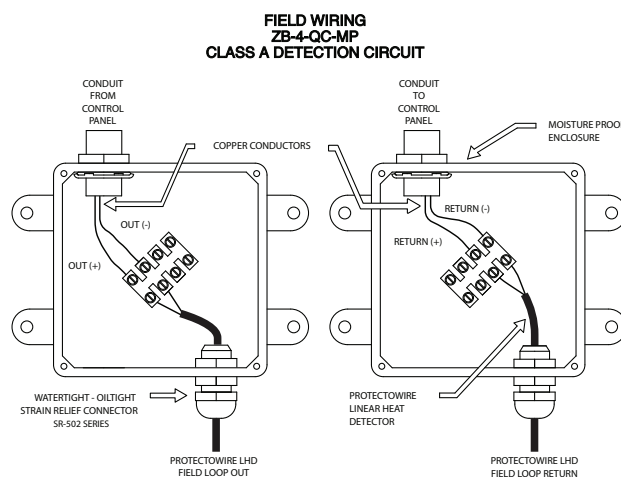 FIELD WIRING
ZB-4-QC-MP
CLASS A DETECTION CIRCUIT
CONDUIT
FROM
CONTROL
PANEL
CONDUIT
TO
CONTROL
PANEL
COPPER CONDUCTORS
MOISTURE PROOF
ENCLOSURE
OUT (-)
OUT (+)
RETURN (-)
RETURN (+)
WATERTIGHT - OILTIGHT
STRAIN RELIEF CONNECTOR
SR-502 SERIES
PROTECTOWIRE
LINEAR HEAT
DETECTOR
PROTECTOWIRE LHD
FIELD LOOP OUT
PROTECTOWIRE LHD
FIELD LOOP RETURN